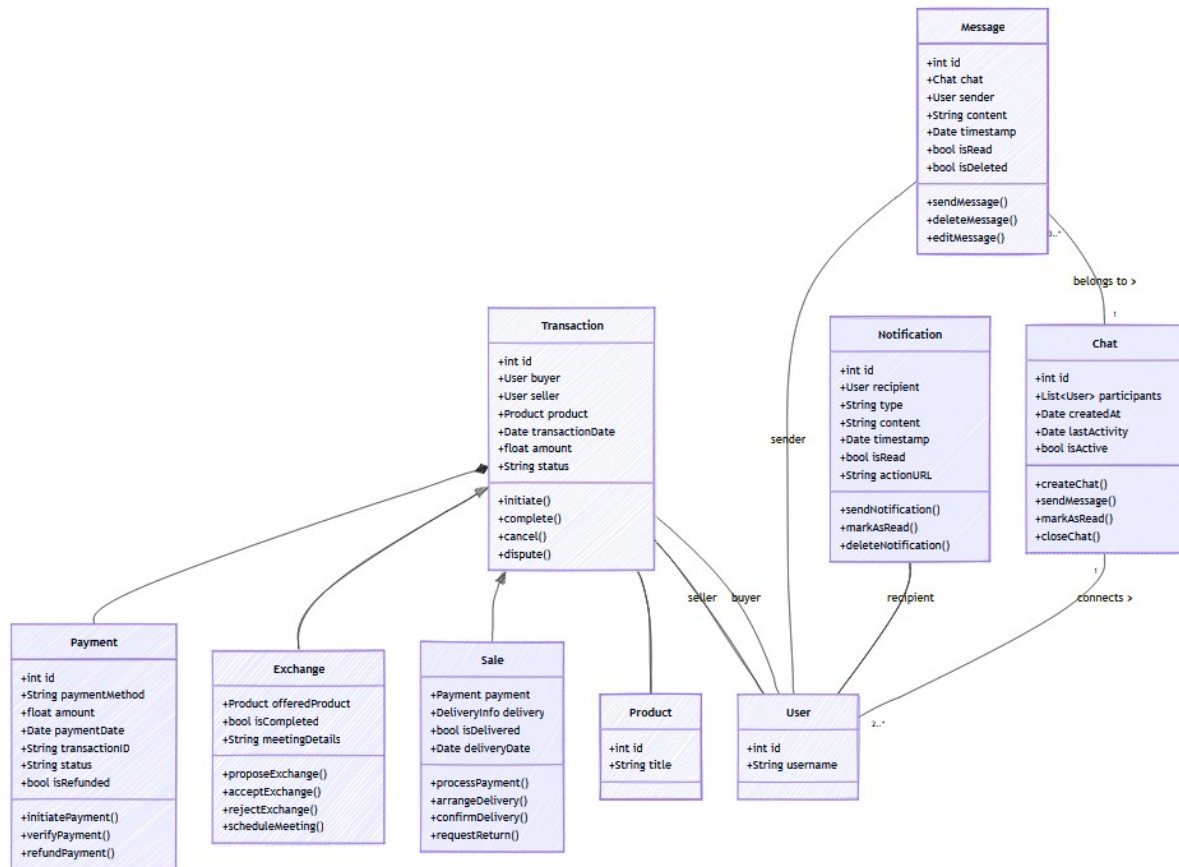 Message
+int id
+Chat chat
+User sender
+String content
+Date timestamp
+bool isRead
+bool isDeleted
+sendMessage()
+deleteMessage()
+editMessage()
belongs to >
1
Transaction
+int id
+User buyer
+User seller
+Product product
+Date transactionDate
+float amount
+String status
+initiate()
+complete()
+cancel()
+dispute()
sender
Notification
+int id
+User recipient
+String type
+String content
+Date timestamp
+bool isRead
+String actionURL
+sendNotification()
+markAsRead()
+deleteNotification()
Chat
+int id
+List<User> participants
+Date createdAt
+Date lastActivity
+bool isActive
+createChat()
+sendMessage()
+markAsRead()
+closeChat()
1
seller
buyer
recipient
connects >
2..*
Payment
+int id
+String paymentMethod
+float amount
+Date paymentDate
+String transactionID
+String status
+bool isRefunded
+initiatePayment()
+verifyPayment()
+refundPayment()
Exchange
+Product offeredProduct
+bool isCompleted
+String meetingDetails
+proposeExchange()
+acceptExchange()
+rejectExchange()
+scheduleMeeting()
Sale
+Payment payment
+DeliveryInfo delivery
+bool isDelivered
+Date deliveryDate
+processPayment()
+arrangeDelivery()
+confirmDelivery()
+requestReturn()
Product
+int id
+String title
User
+int id
+String username